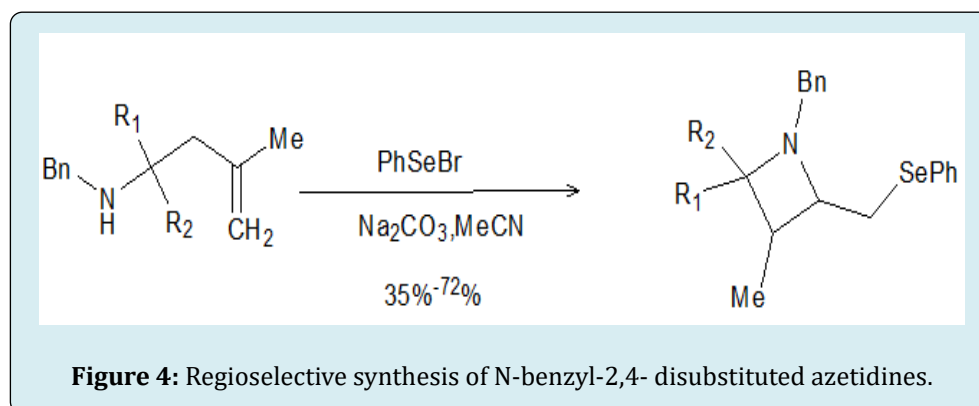 R₁
Me
Bn
N
H
R₂
CH₂
PhSeBr
Na₂CO₃,MeCN
35%-72%
Bn
R₂
N
R₁
SePh
Me
Figure 4: Regioselective synthesis of N-benzyl-2,4- disubstituted azetidines.